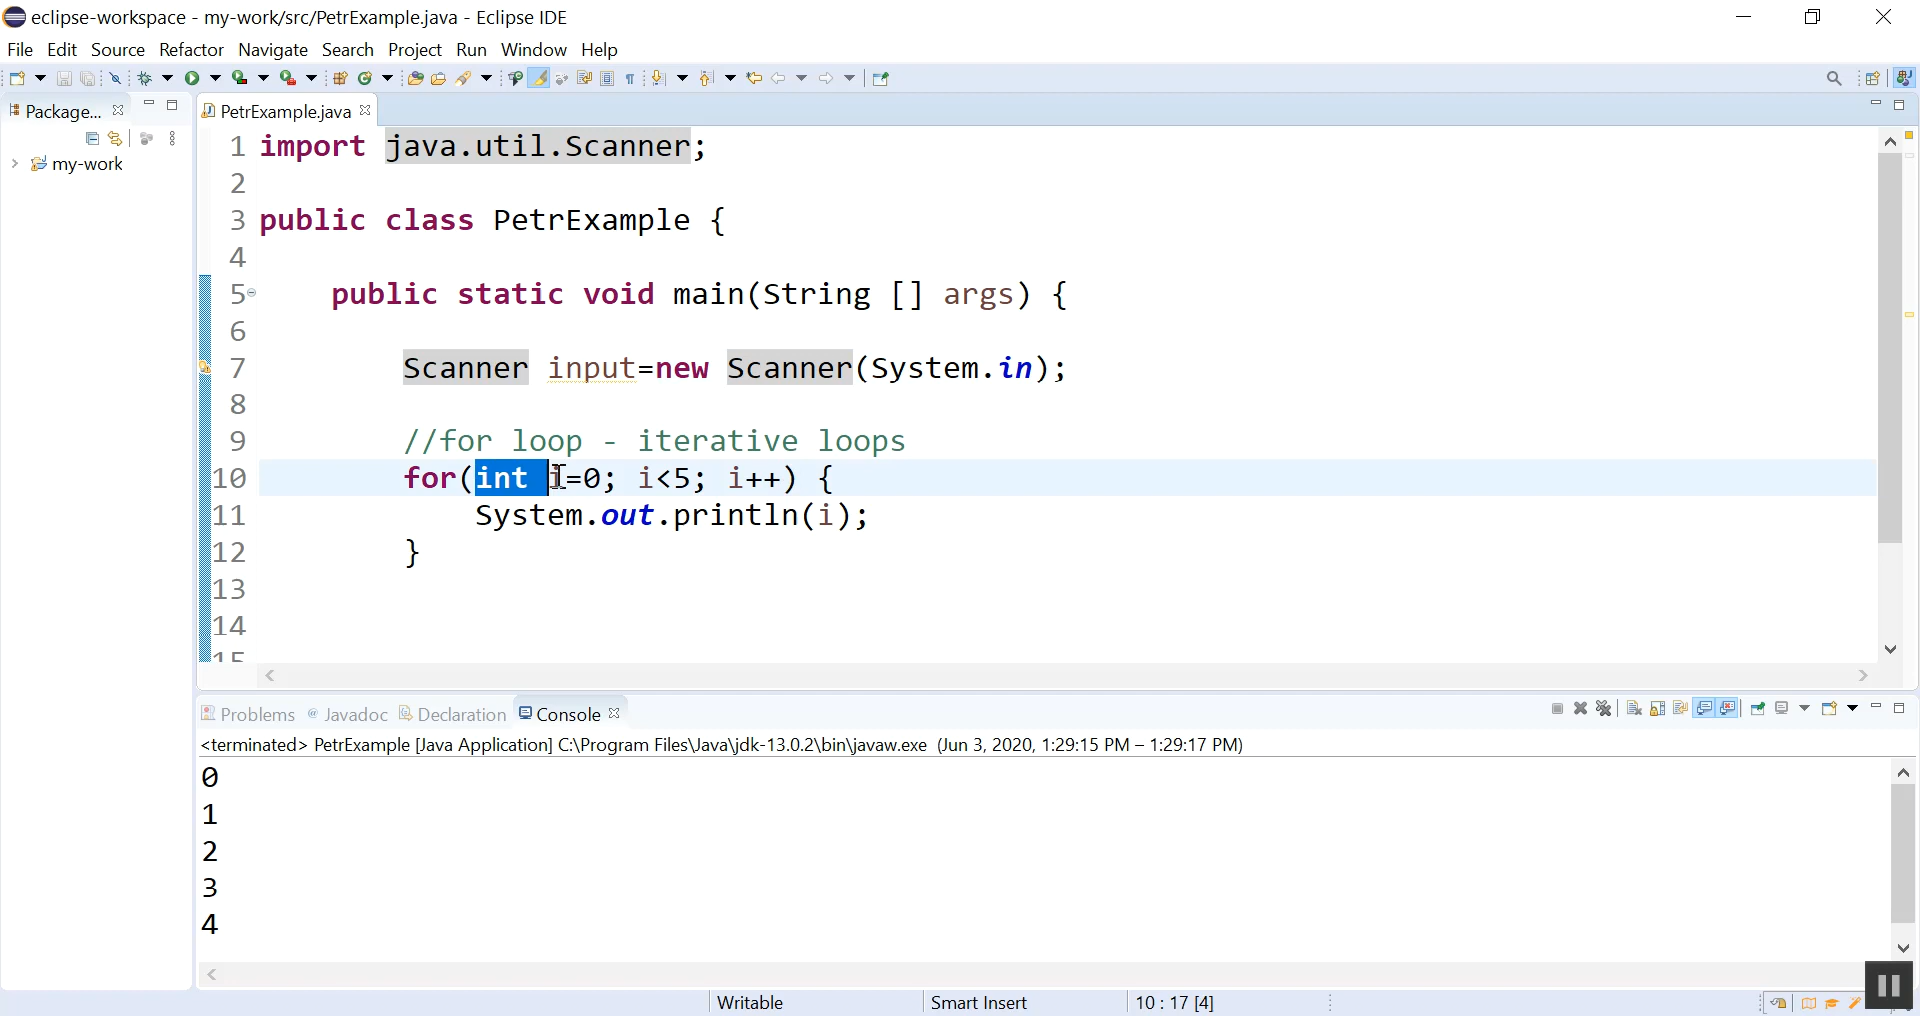 eclipse-workspace - my-work/src/PetrExample.java - Eclipse IDE
File Edit Source Refactor Navigate Search Project Run Window Help
Package...
PetrExample.java
my-work
1 import java.util.Scanner;
2
3 public class PetrExample {
4
5 public static void main(String [] args) {
6
7 Scanner input=new Scanner(System.in);
8
9 //for loop - iterative loops
10 for(int i=0; i<5; i++) {
11 System.out.println(i);
12 }
13
14
15
Problems @ Javadoc Declaration Console
<terminated> PetrExample [Java Application] C:\Program Files\Java\jdk-13.0.2\bin\javaw.exe (Jun 3, 2020, 1:29:15 PM – 1:29:17 PM)
0
1
2
3
4
Writable Smart Insert 10 : 17 [4]